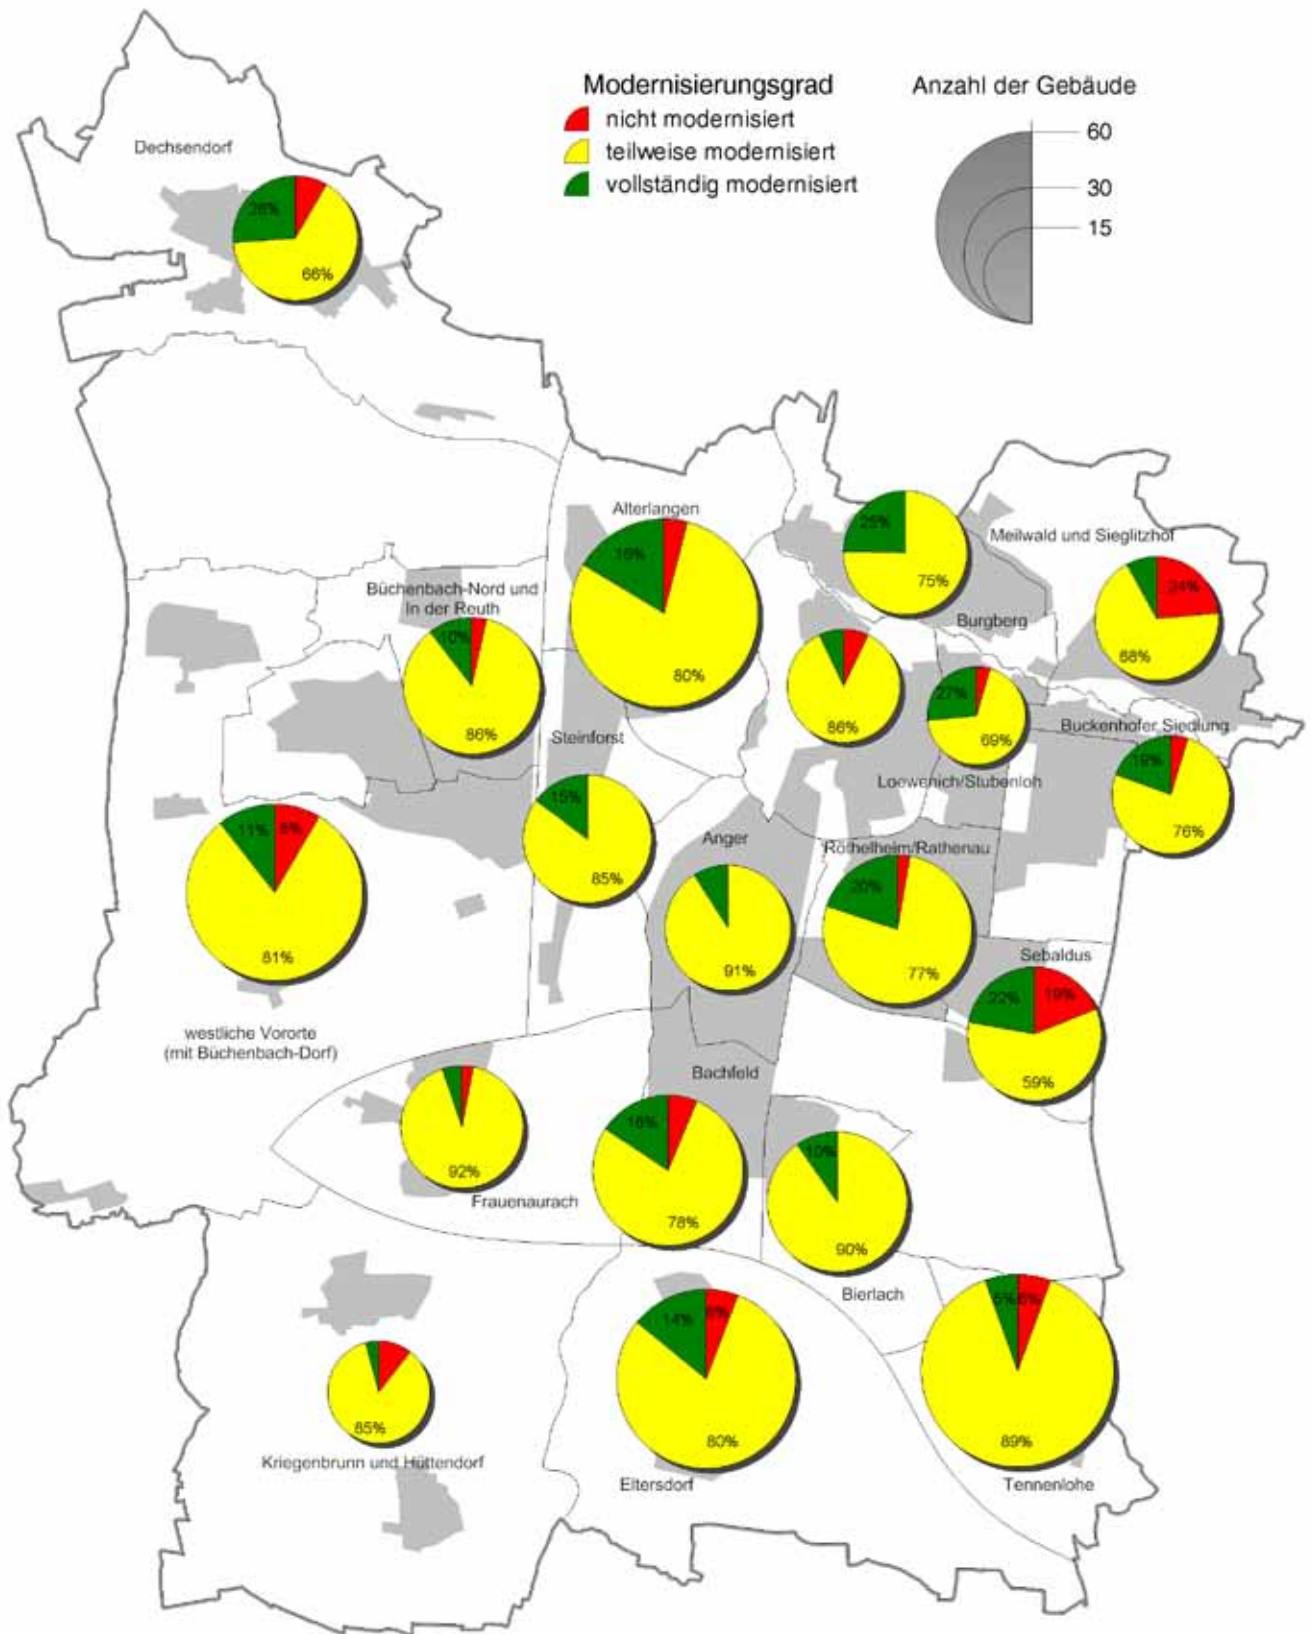 Modernisierungsgrad
nicht modernisiert
teilweise modernisiert
vollständig modernisiert
Anzahl der Gebäude
60
30
15
Dechsendorf
26%
66%
Alterlangen
16%
80%
25%
75%
Burgberg
Meilwald und Sieglitzhof
24%
68%
Büchenbach-Nord und
In der Reuth
10%
86%
86%
27%
69%
Loewenich/Stubenloh
Buckenhofer Siedlung
19%
76%
Steinforst
15%
85%
11% 8%
81%
westliche Vororte
(mit Büchenbach-Dorf)
Anger
91%
Röthelheim/Rathenau
20%
77%
Sebaldus
22% 19%
59%
Bachfeld
16%
78%
92%
Frauenaurach
10%
90%
Bierlach
85%
Kriegenbrunn und Hüttendorf
14% 6%
80%
Eltersdorf
5% 6%
89%
Tennenlohe